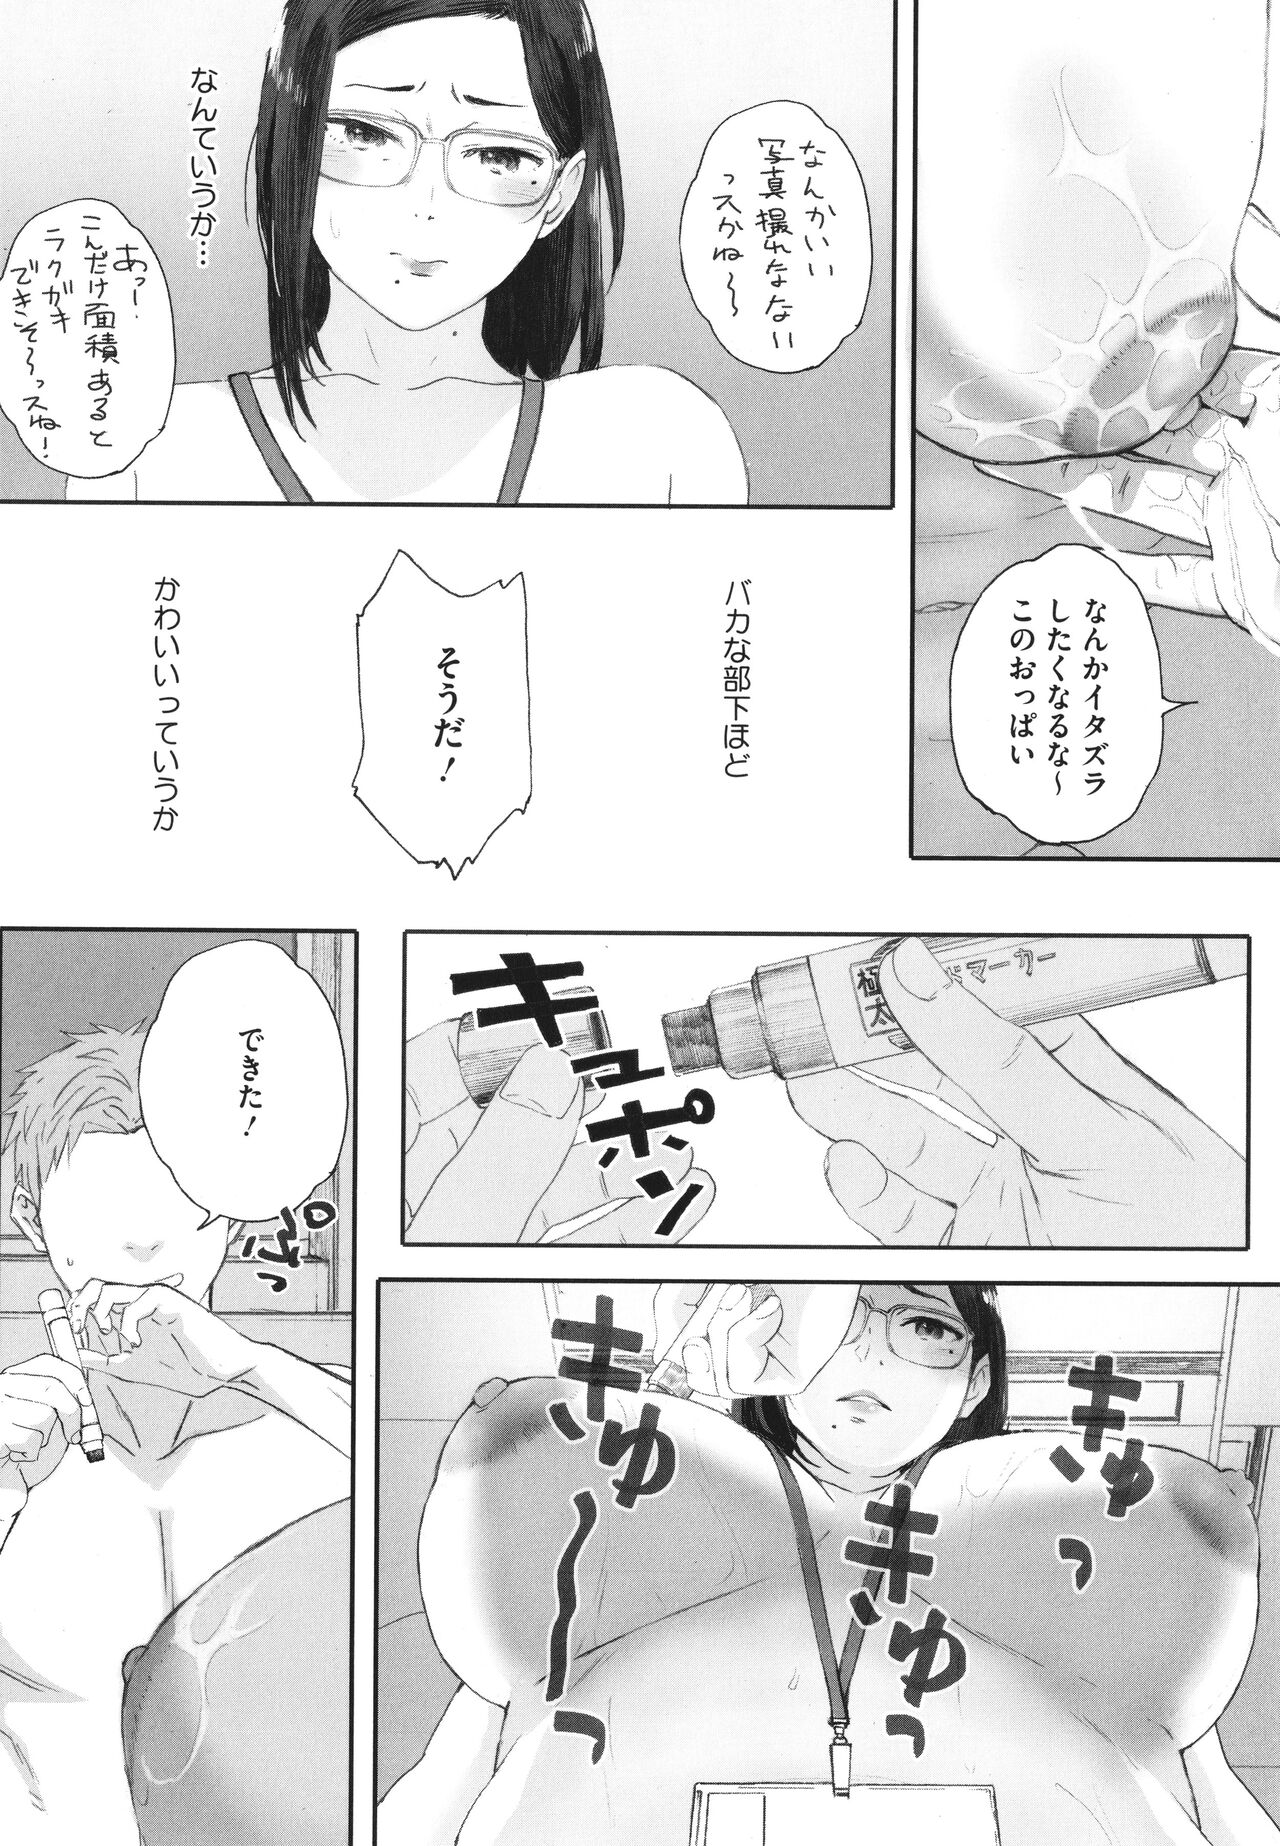 なんかイタズラ
したくなるな～
このおっぱい
なんかいい
写真撮れなない
っスかね～
なんていうか…
あっ！
こんだけ面積あると
ラクガキ
できそ～っスね！
バカな部下ほど
そうだ！
かわいいっていうか
キュポン
極太
ドマーカー
きゅっ
きゅっ
きゅ～っ
できた！
ぷっ